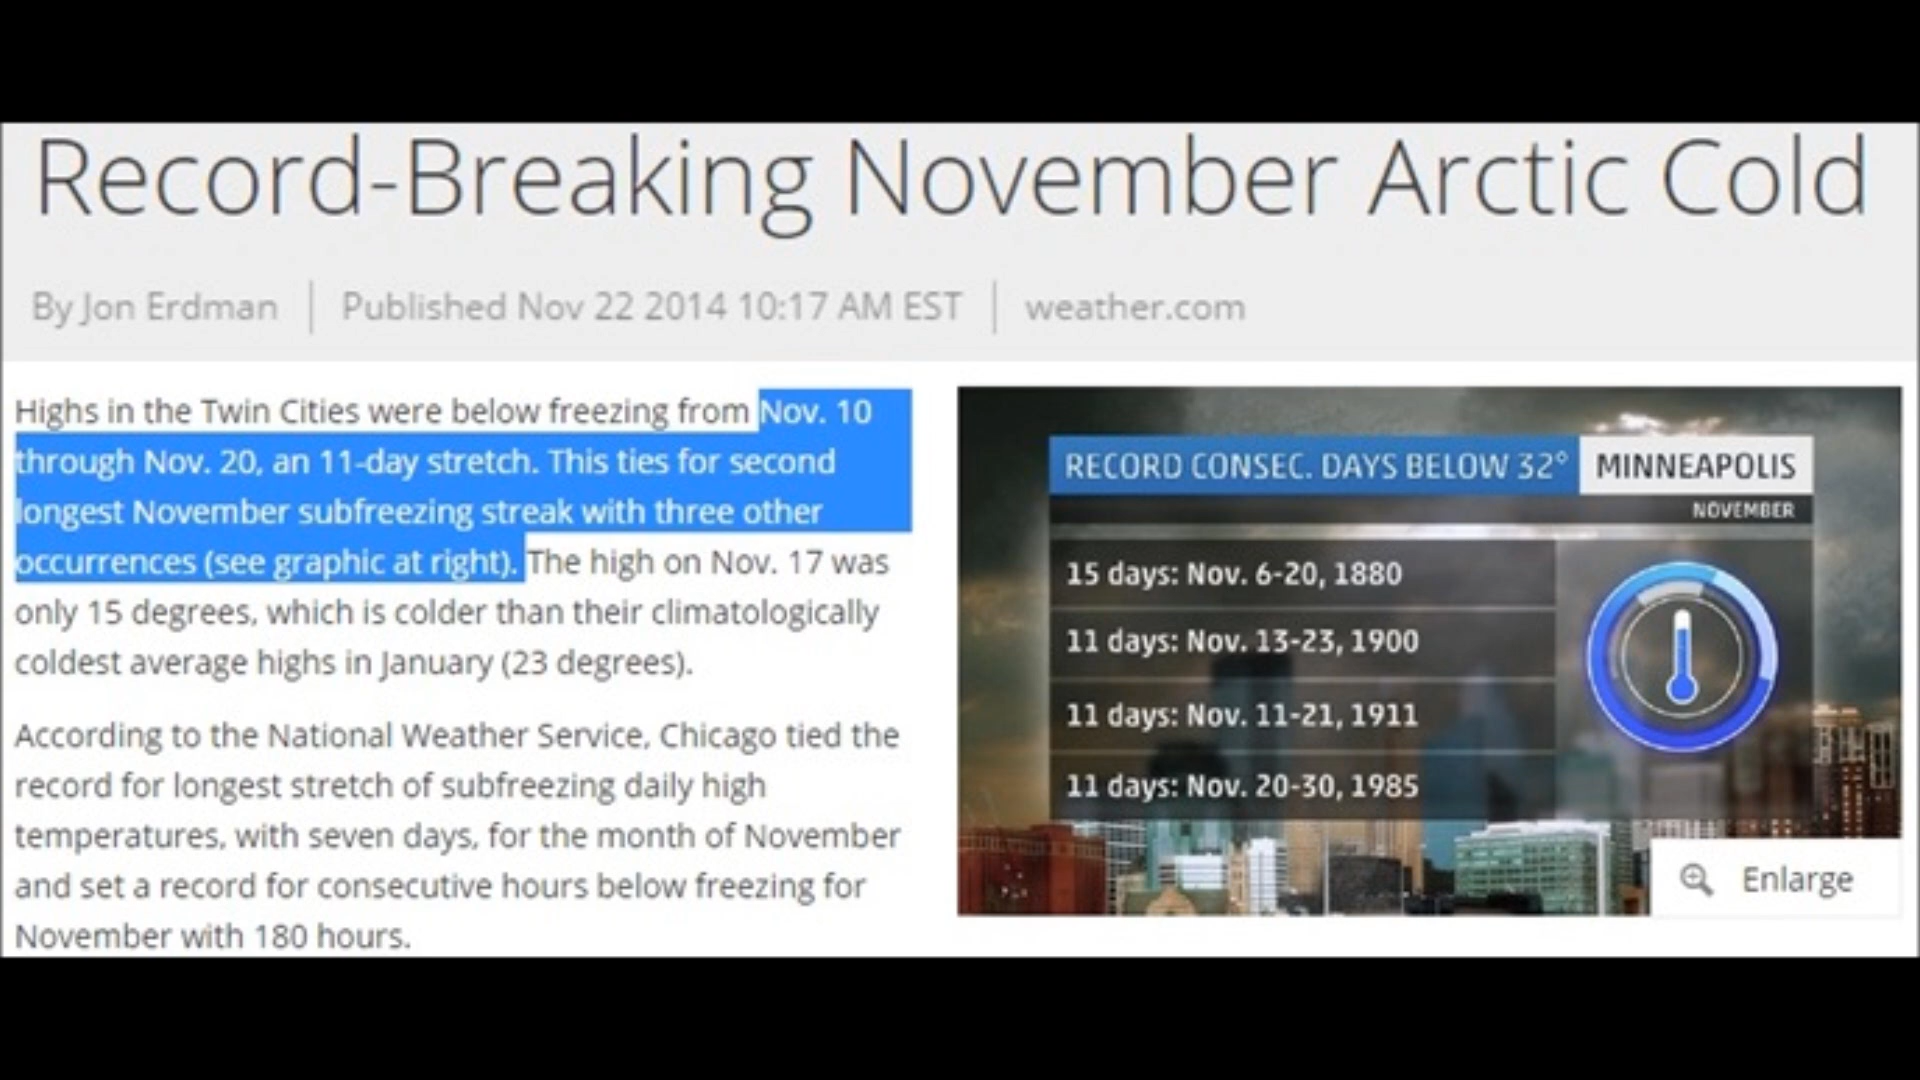 Record-Breaking November Arctic Cold
By Jon Erdman | Published Nov 22 2014 10:17 AM EST | weather.com
Highs in the Twin Cities were below freezing from Nov. 10
through Nov. 20, an 11-day stretch. This ties for second
longest November subfreezing streak with three other
occurrences (see graphic at right). The high on Nov. 17 was
only 15 degrees, which is colder than their climatologically
coldest average highs in January (23 degrees).
According to the National Weather Service, Chicago tied the
record for longest stretch of subfreezing daily high
temperatures, with seven days, for the month of November
and set a record for consecutive hours below freezing for
November with 180 hours.
RECORD CONSEC. DAYS BELOW 32° MINNEAPOLIS
NOVEMBER
15 days: Nov. 6-20, 1880
11 days: Nov. 13-23, 1900
11 days: Nov. 11-21, 1911
11 days: Nov. 20-30, 1985
Enlarge